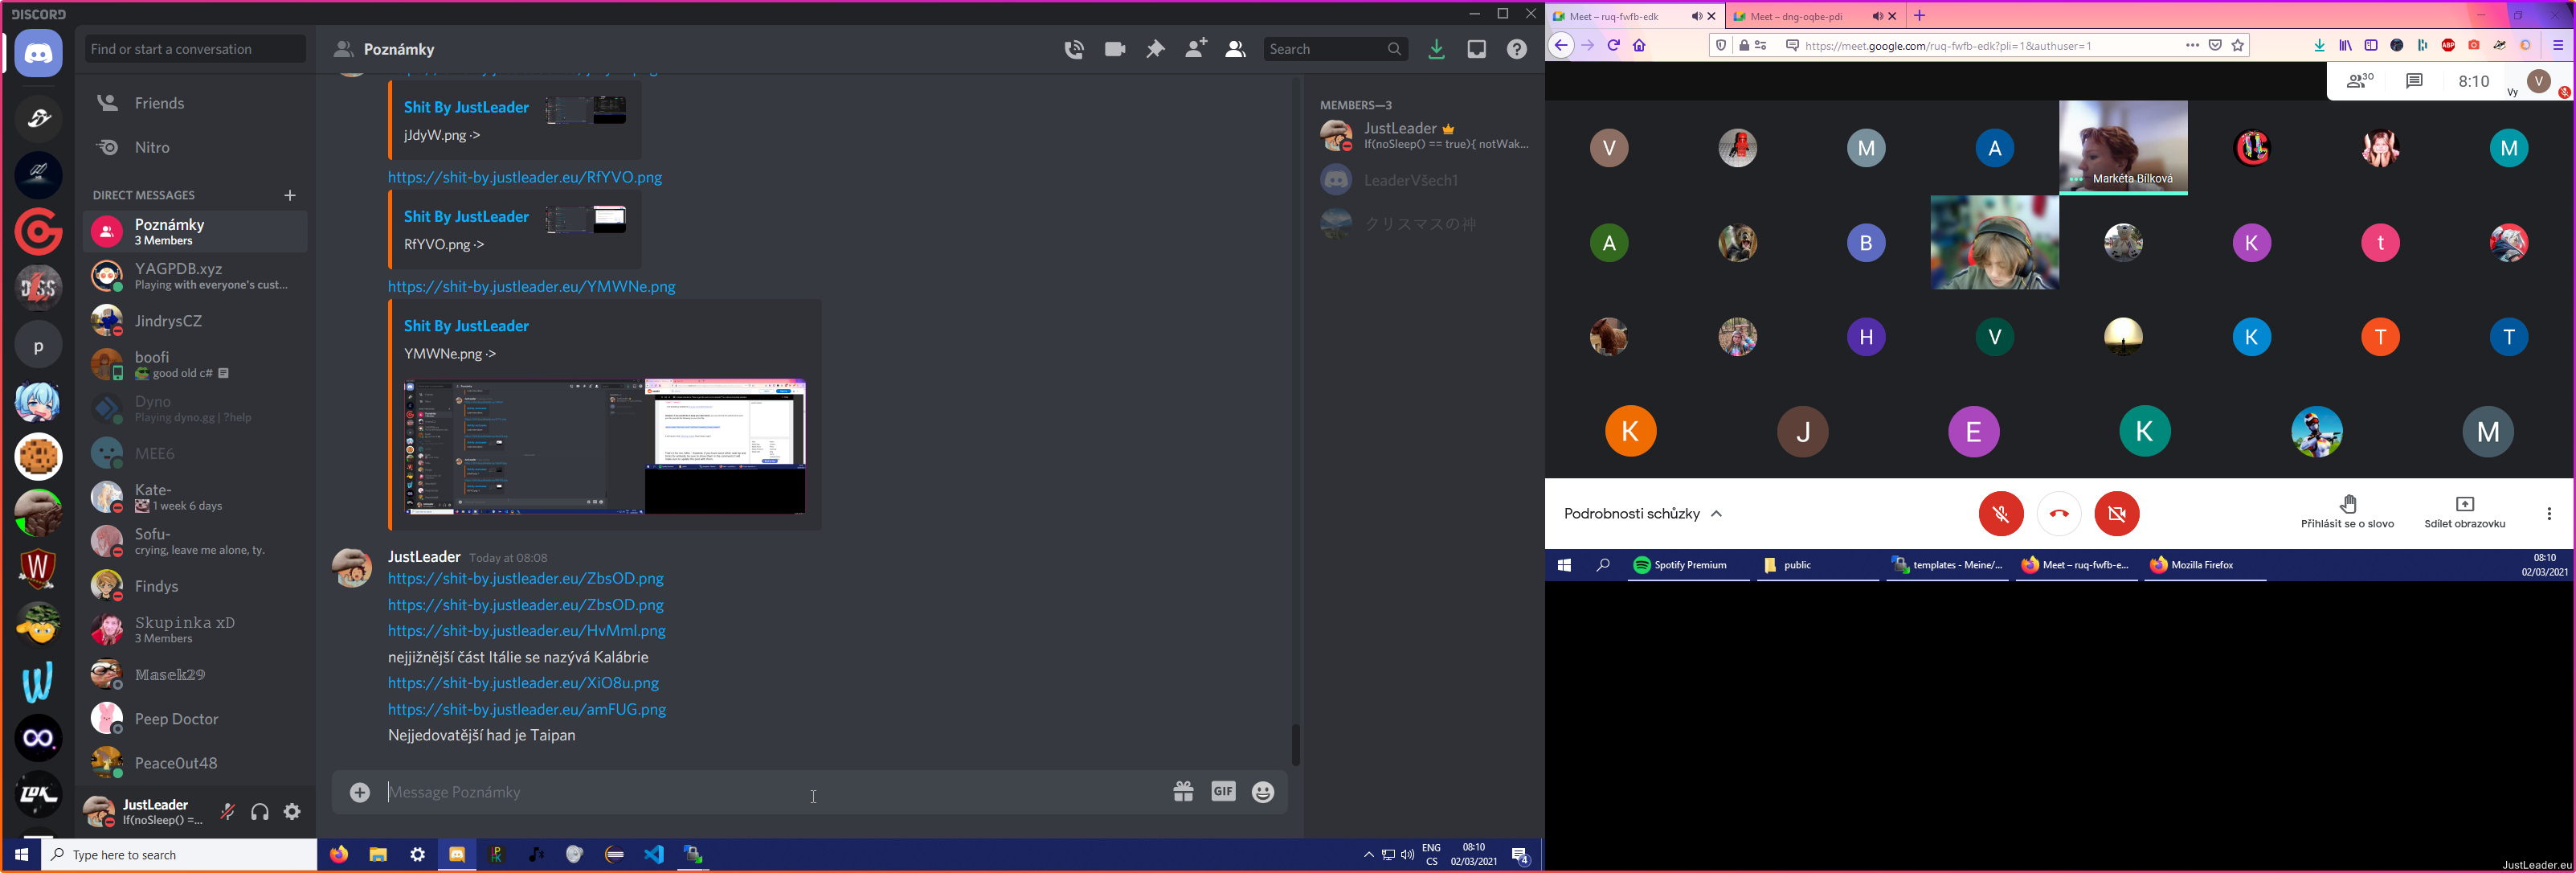 DISCORD
Find or start a conversation
Friends
Nitro
DIRECT MESSAGES
Poznámky
3 Members
YAGPDB.xyz
Playing with everyone's cust...
JindrysCZ
boofi
good old c#
Dyno
Playing dyno.gg | ?help
MEE6
Kate-
1 week 6 days
Sofu-
crying, leave me alone, ty.
Findys
Skupinka xD
3 Members
Masek29
Peep Doctor
PeaceOut48
JustLeader
If(noSleep() =...
p
Poznámky
Search
Shit By JustLeader
jJdyW.png ->
https://shit-by.justleader.eu/RfYVO.png
Shit By JustLeader
RfYVO.png ->
https://shit-by.justleader.eu/YMWNe.png
Shit By JustLeader
YMWNe.png ->
JustLeader Today at 08:08
https://shit-by.justleader.eu/ZbsOD.png
https://shit-by.justleader.eu/ZbsOD.png
https://shit-by.justleader.eu/HvMml.png
nejjižnější část Itálie se nazývá Kalábrie
https://shit-by.justleader.eu/XiO8u.png
https://shit-by.justleader.eu/amFUG.png
Nejjedovatější had je Taipan
Message Poznámky
GIF
MEMBERS—3
JustLeader
If(noSleep() == true){ notWak...
LeaderVšech1
クリスマスの神
Type here to search
ENG
CS
08:10
02/03/2021
4
Meet – ruq-fwfb-edk
Meet – dng-oqbe-pdi
https://meet.google.com/ruq-fwfb-edk?pli=1&authuser=1
ABP
30
8:10
Vy
V
V
M
A
Markéta Bílková
M
A
B
K
t
H
V
K
T
T
K
J
E
K
M
Podrobnosti schůzky
Přihlásit se o slovo
Sdílet obrazovku
Spotify Premium
public
templates - Meine/...
Meet – ruq-fwfb-e...
Mozilla Firefox
08:10
02/03/2021
JustLeader.eu